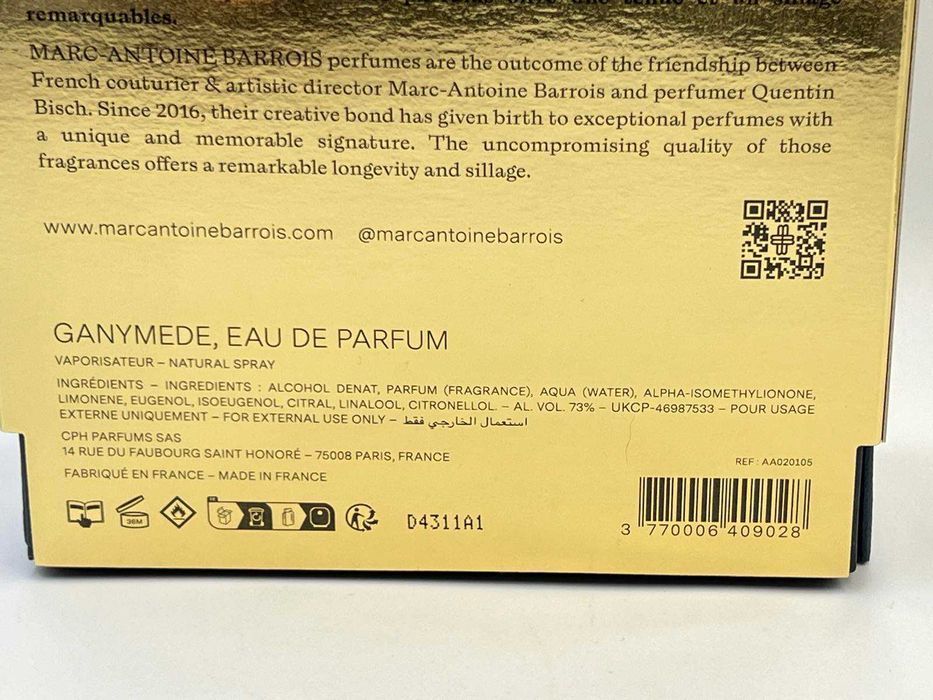 remarquables.
MARC-ANTOINE BARROIS perfumes are the outcome of the friendship between
French couturier & artistic director Marc-Antoine Barrois and perfumer Quentin
Bisch. Since 2016, their creative bond has given birth to exceptional perfumes with
a unique and memorable signature. The uncompromising quality of those
fragrances offers a remarkable longevity and sillage.
www.marcantoinebarrois.com @marcantoinebarrois
GANYMEDE, EAU DE PARFUM
VAPORISATEUR – NATURAL SPRAY
INGRÉDIENTS – INGREDIENTS : ALCOHOL DENAT, PARFUM (FRAGRANCE), AQUA (WATER), ALPHA-ISOMETHYLIONONE,
LIMONENE, EUGENOL, ISOEUGENOL, CITRAL, LINALOOL, CITRONELLOL. – AL. VOL. 73% – UKCP-46987533 – POUR USAGE
EXTERNE UNIQUEMENT – FOR EXTERNAL USE ONLY – استعمال الخارجي فقط
CPH PARFUMS SAS
14 RUE DU FAUBOURG SAINT HONORÉ – 75008 PARIS, FRANCE
FABRIQUÉ EN FRANCE – MADE IN FRANCE
REF : AA020105
36M
D4311A1
3 770006 409028